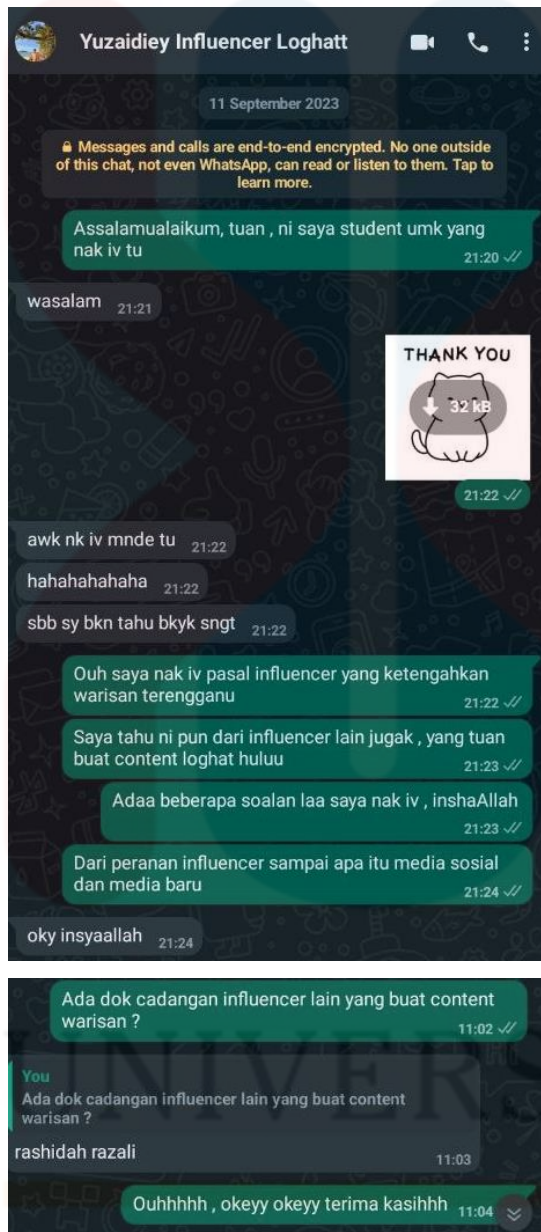 Yuzaidiey Influencer Loghatt
11 September 2023
Messages and calls are end-to-end encrypted. No one outside
of this chat, not even WhatsApp, can read or listen to them. Tap to
learn more.
Assalamualaikum, tuan , ni saya student umk yang
nak iv tu
21:20
wasalam 21:21
THANK YOU
32 kB
21:22
awk nk iv mnde tu 21:22
hahahahahaha 21:22
sbb sy bkn tahu bkyk sngt 21:22
Ouh saya nak iv pasal influencer yang ketengahkan
warisan terengganu
21:22
Saya tahu ni pun dari influencer lain jugak , yang tuan
buat content loghat huluu
21:23
Adaa beberapa soalan laa saya nak iv , inshaAllah
21:23
Dari peranan influencer sampai apa itu media sosial
dan media baru
21:24
oky insyaallah 21:24
Ada dok cadangan influencer lain yang buat content
warisan ?
11:02
UNIVERS
You
Ada dok cadangan influencer lain yang buat content
warisan ?
rashidah razali
11:03
Ouhhhhh , okeyy okeyy terima kasihhh 11:04